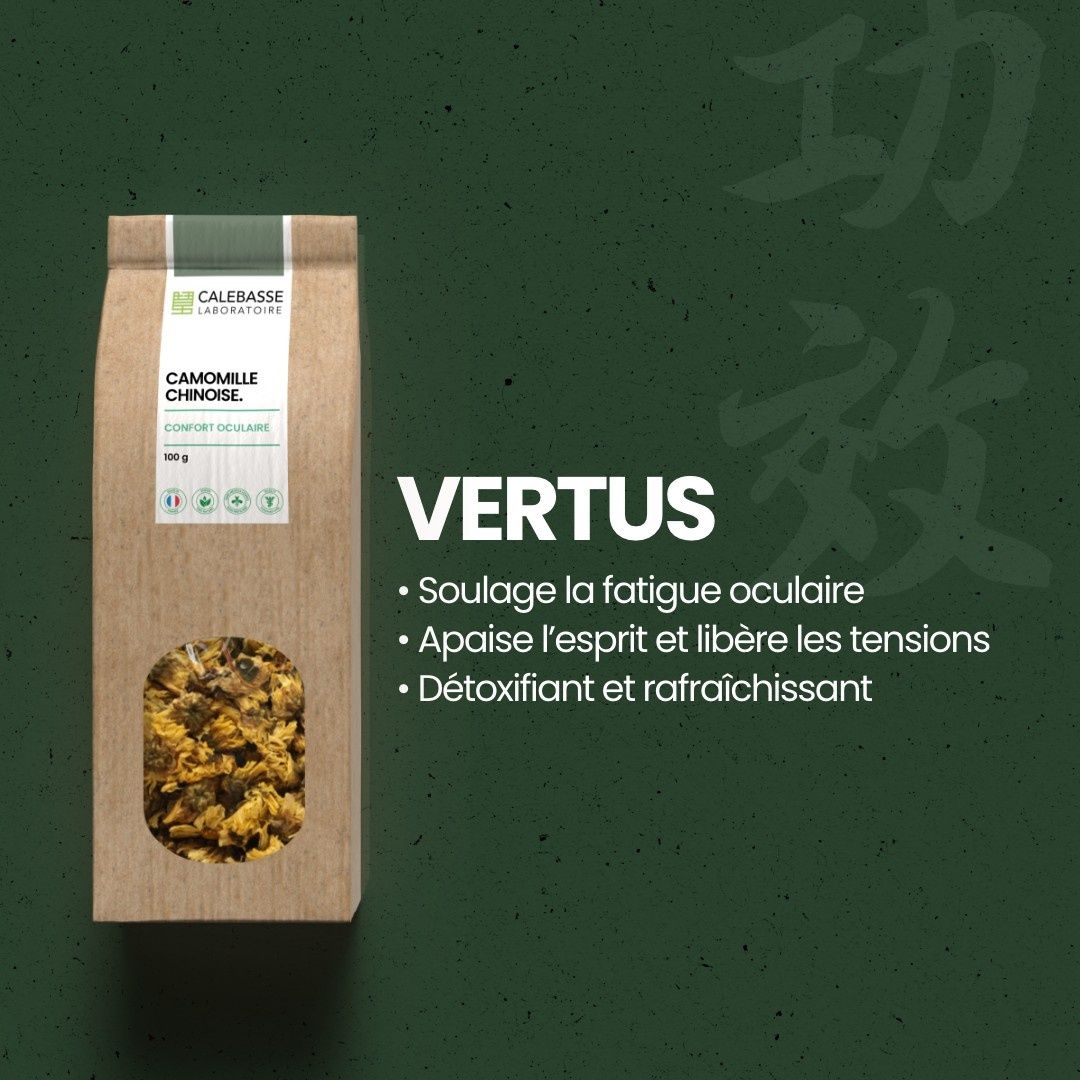 功
效
CALEBASSE
LABORATOIRE
CAMOMILLE
CHINOISE.
CONFORT OCULAIRE
100 g
VERTUS
• Soulage la fatigue oculaire
• Apaise l’esprit et libère les tensions
• Détoxifiant et rafraîchissant